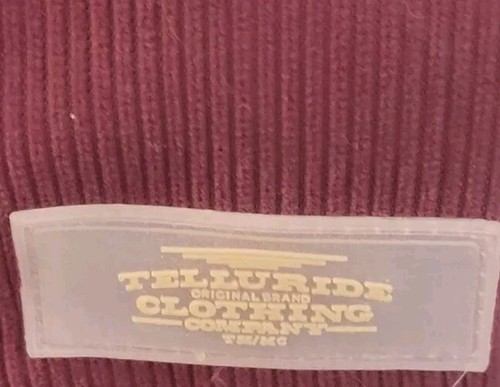 TELLURIDE
ORIGINAL BRAND
CLOTHING
COMPANY
TM/MC